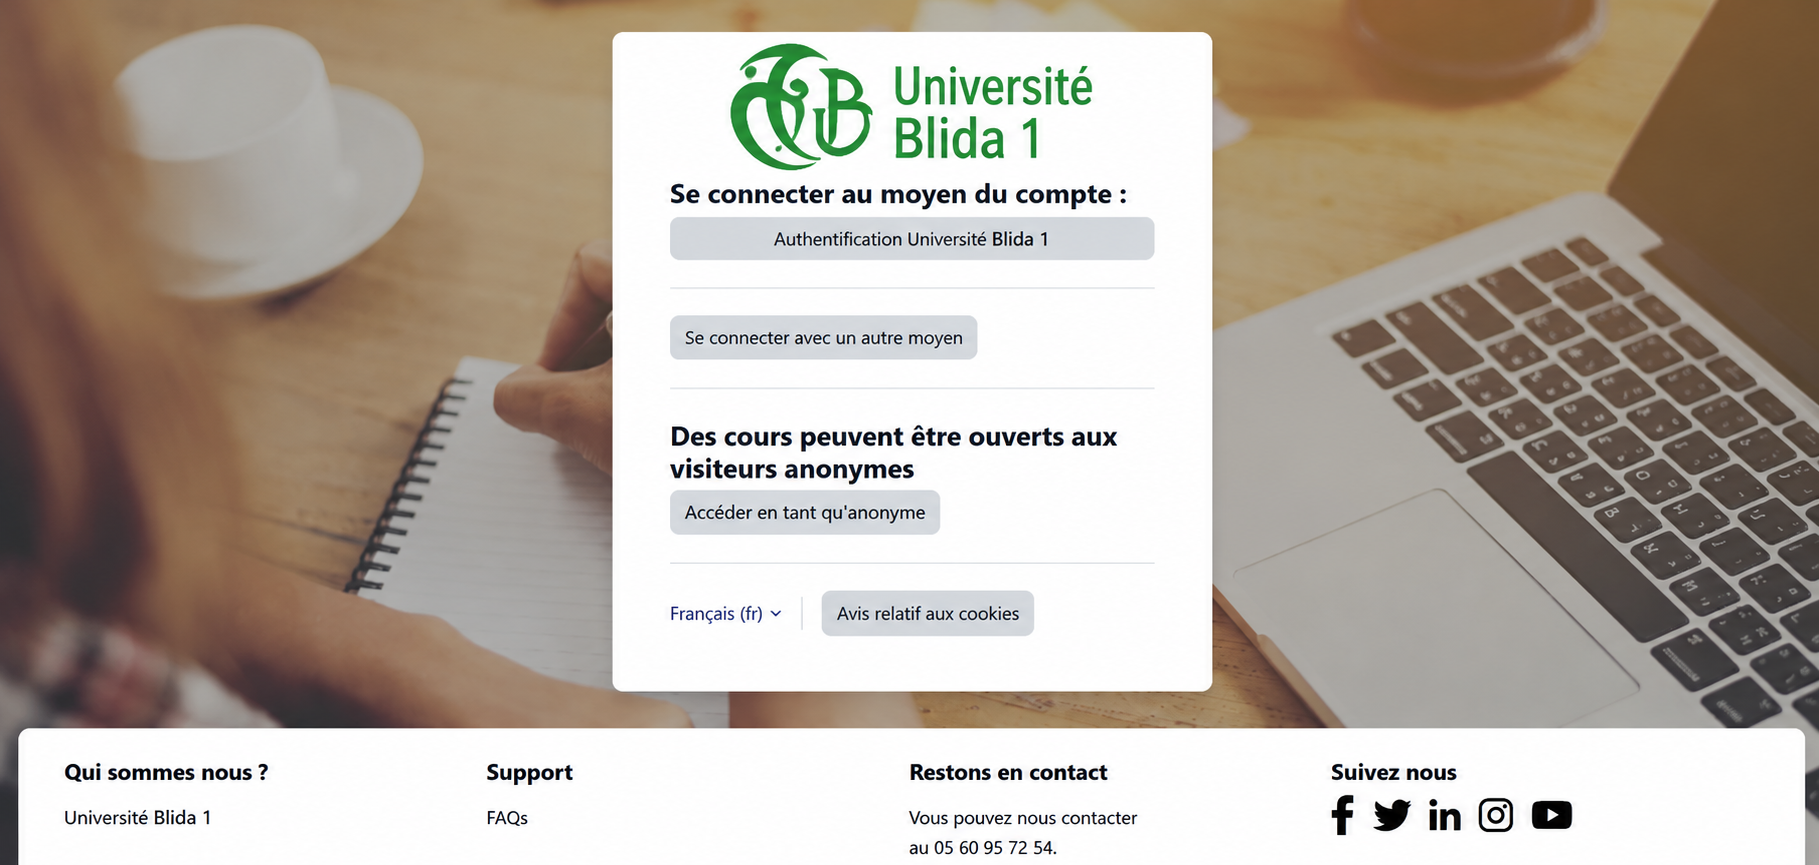 Université
Blida 1
Se connecter au moyen du compte :
Authentification Université Blida 1
Se connecter avec un autre moyen
Des cours peuvent être ouverts aux
visiteurs anonymes
Accéder en tant qu'anonyme
Français (fr)
Avis relatif aux cookies
Qui sommes nous ?
Université Blida 1
Support
FAQs
Restons en contact
Vous pouvez nous contacter
au 05 60 95 72 54.
Suivez nous